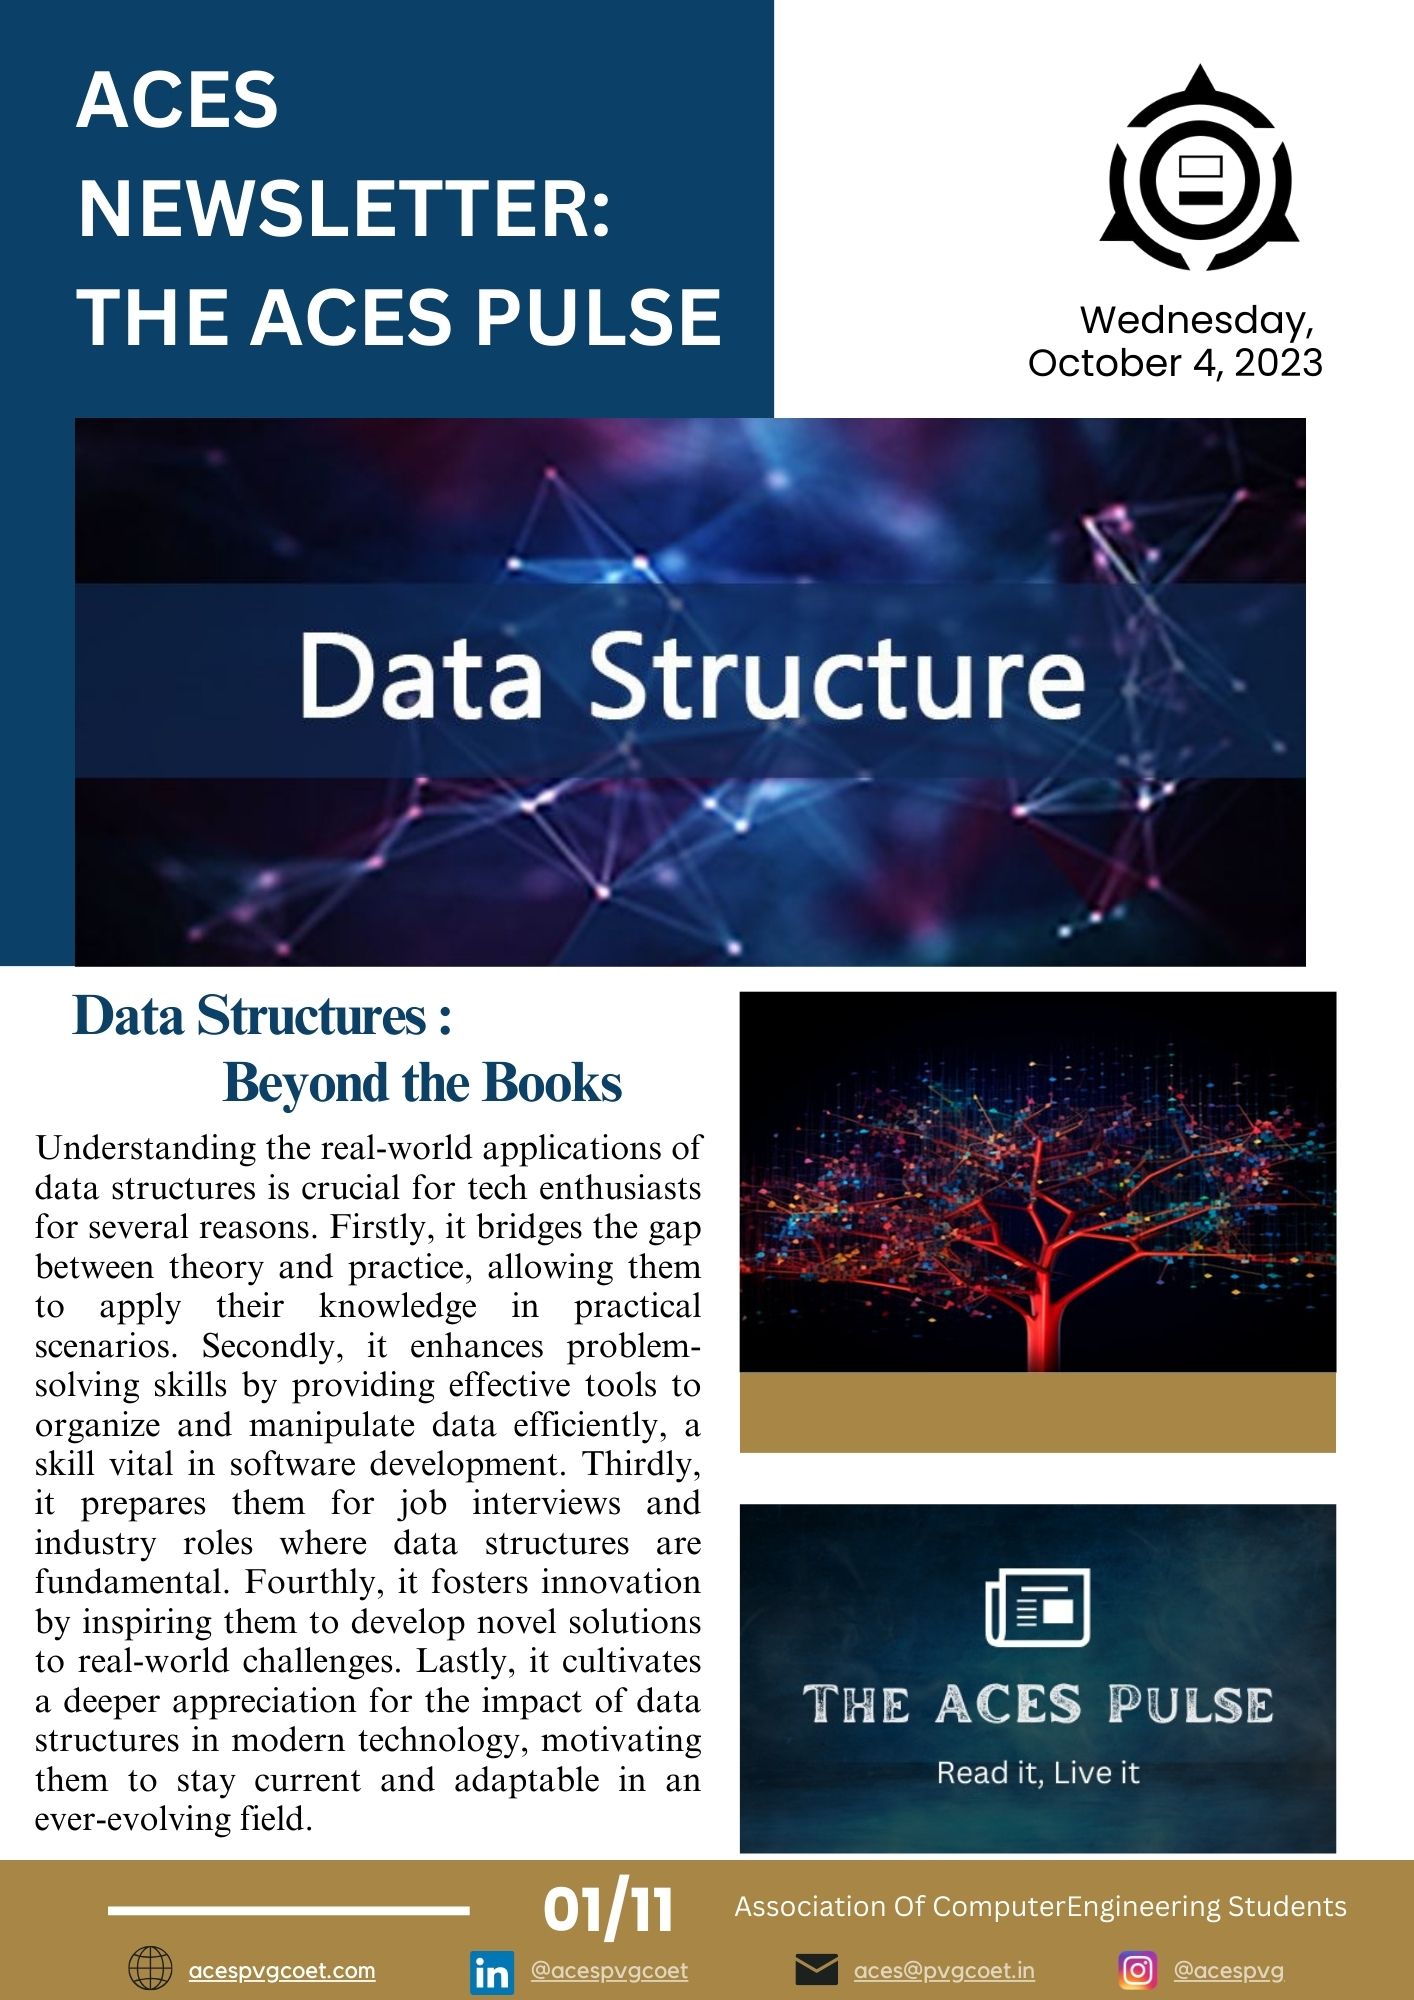 ACES
NEWSLETTER:
THE ACES PULSE
Wednesday,
October 4, 2023
Data Structure
Data Structures :
Beyond the Books
Understanding the real-world applications of
data structures is crucial for tech enthusiasts
for several reasons. Firstly, it bridges the gap
between theory and practice, allowing them
to apply their knowledge in practical
scenarios. Secondly, it enhances problem-
solving skills by providing effective tools to
organize and manipulate data efficiently, a
skill vital in software development. Thirdly,
it prepares them for job interviews and
industry roles where data structures are
fundamental. Fourthly, it fosters innovation
by inspiring them to develop novel solutions
to real-world challenges. Lastly, it cultivates
a deeper appreciation for the impact of data
structures in modern technology, motivating
them to stay current and adaptable in an
ever-evolving field.
THE ACES PULSE
Read it, Live it
01/11
Association Of ComputerEngineering Students
acespvgcoet.com
in
@acespvgcoet
aces@pvgcoet.in
@acespvg